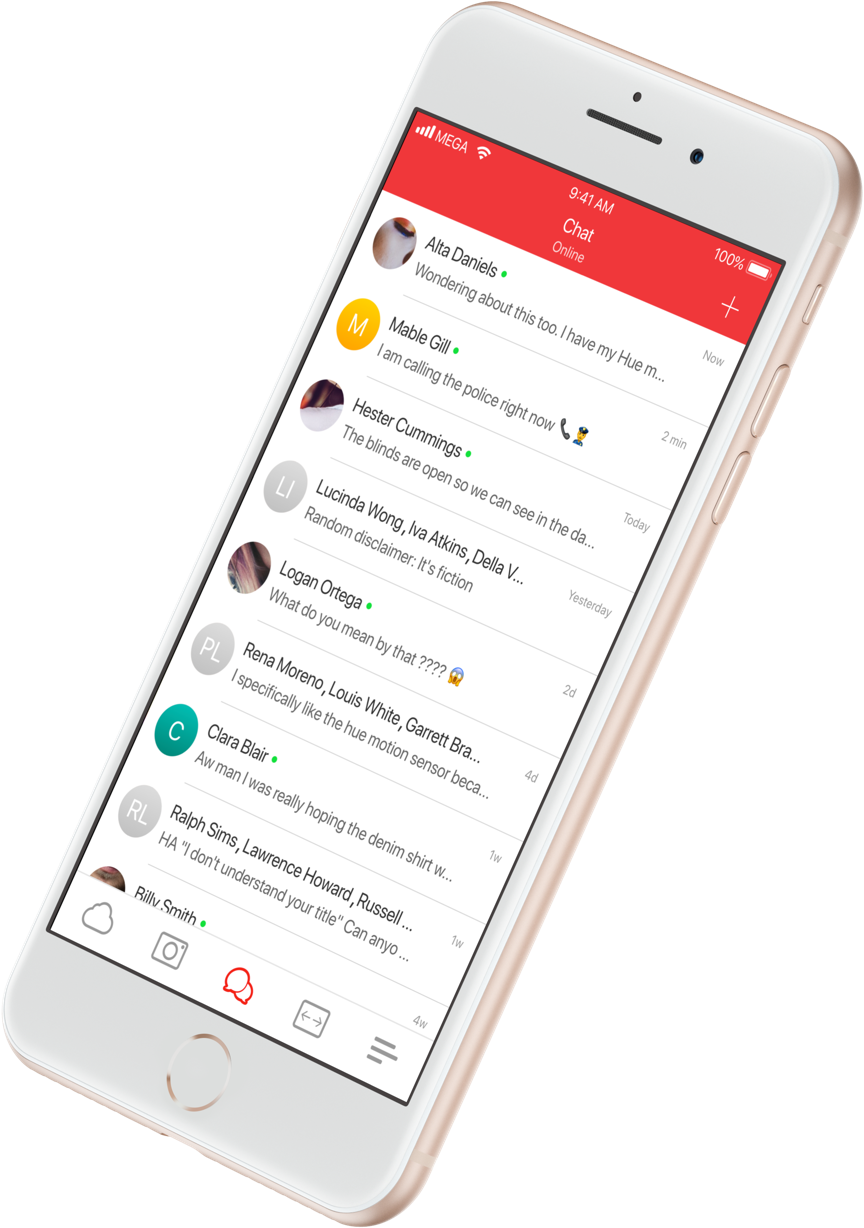 MEGA
9:41 AM
100%
Chat
Online
Alta Daniels
Wondering about this too. I have my Hue m...
Now
M
Mable Gill
I am calling the police right now 📞👮
2 min
Hester Cummings
The blinds are open so we can see in the da...
Today
LI
Lucinda Wong, Iva Atkins, Della V...
Random disclaimer: It's fiction
Yesterday
Logan Ortega
What do you mean by that ???? 😱
2d
PL
Rena Moreno, Louis White, Garrett Bra...
I specifically like the hue motion sensor beca...
4d
C
Clara Blair
Aw man I was really hoping the denim shirt w...
1w
RL
Ralph Sims, Lawrence Howard, Russell ...
HA "I don't understand your title" Can anyo ...
1w
Billy Smith
4w